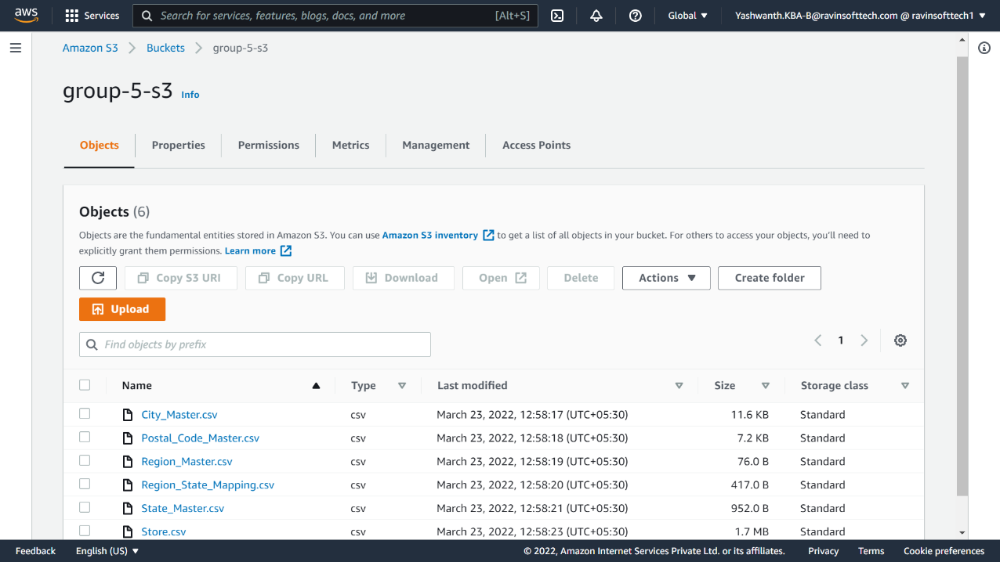 aws Services Search for services, features, blogs, docs, and more [Alt+S] Global Yashwanth.KBA-B@ravinsofttech.com @ ravinsofttech1
Amazon S3 Buckets group-5-s3
group-5-s3 Info
Objects Properties Permissions Metrics Management Access Points
Objects (6)
Objects are the fundamental entities stored in Amazon S3. You can use Amazon S3 inventory to get a list of all objects in your bucket. For others to access your objects, you'll need to
explicitly grant them permissions. Learn more
Copy S3 URI Copy URL Download Open Delete Actions Create folder
Upload
Find objects by prefix 1
Name Type Last modified Size Storage class
City_Master.csv csv March 23, 2022, 12:58:17 (UTC+05:30) 11.6 KB Standard
Postal_Code_Master.csv csv March 23, 2022, 12:58:18 (UTC+05:30) 7.2 KB Standard
Region_Master.csv csv March 23, 2022, 12:58:19 (UTC+05:30) 76.0 B Standard
Region_State_Mapping.csv csv March 23, 2022, 12:58:20 (UTC+05:30) 417.0 B Standard
State_Master.csv csv March 23, 2022, 12:58:21 (UTC+05:30) 952.0 B Standard
Store.csv csv March 23, 2022, 12:58:23 (UTC+05:30) 1.7 MB Standard
Feedback English (US) © 2022, Amazon Internet Services Private Ltd. or its affiliates. Privacy Terms Cookie preferences